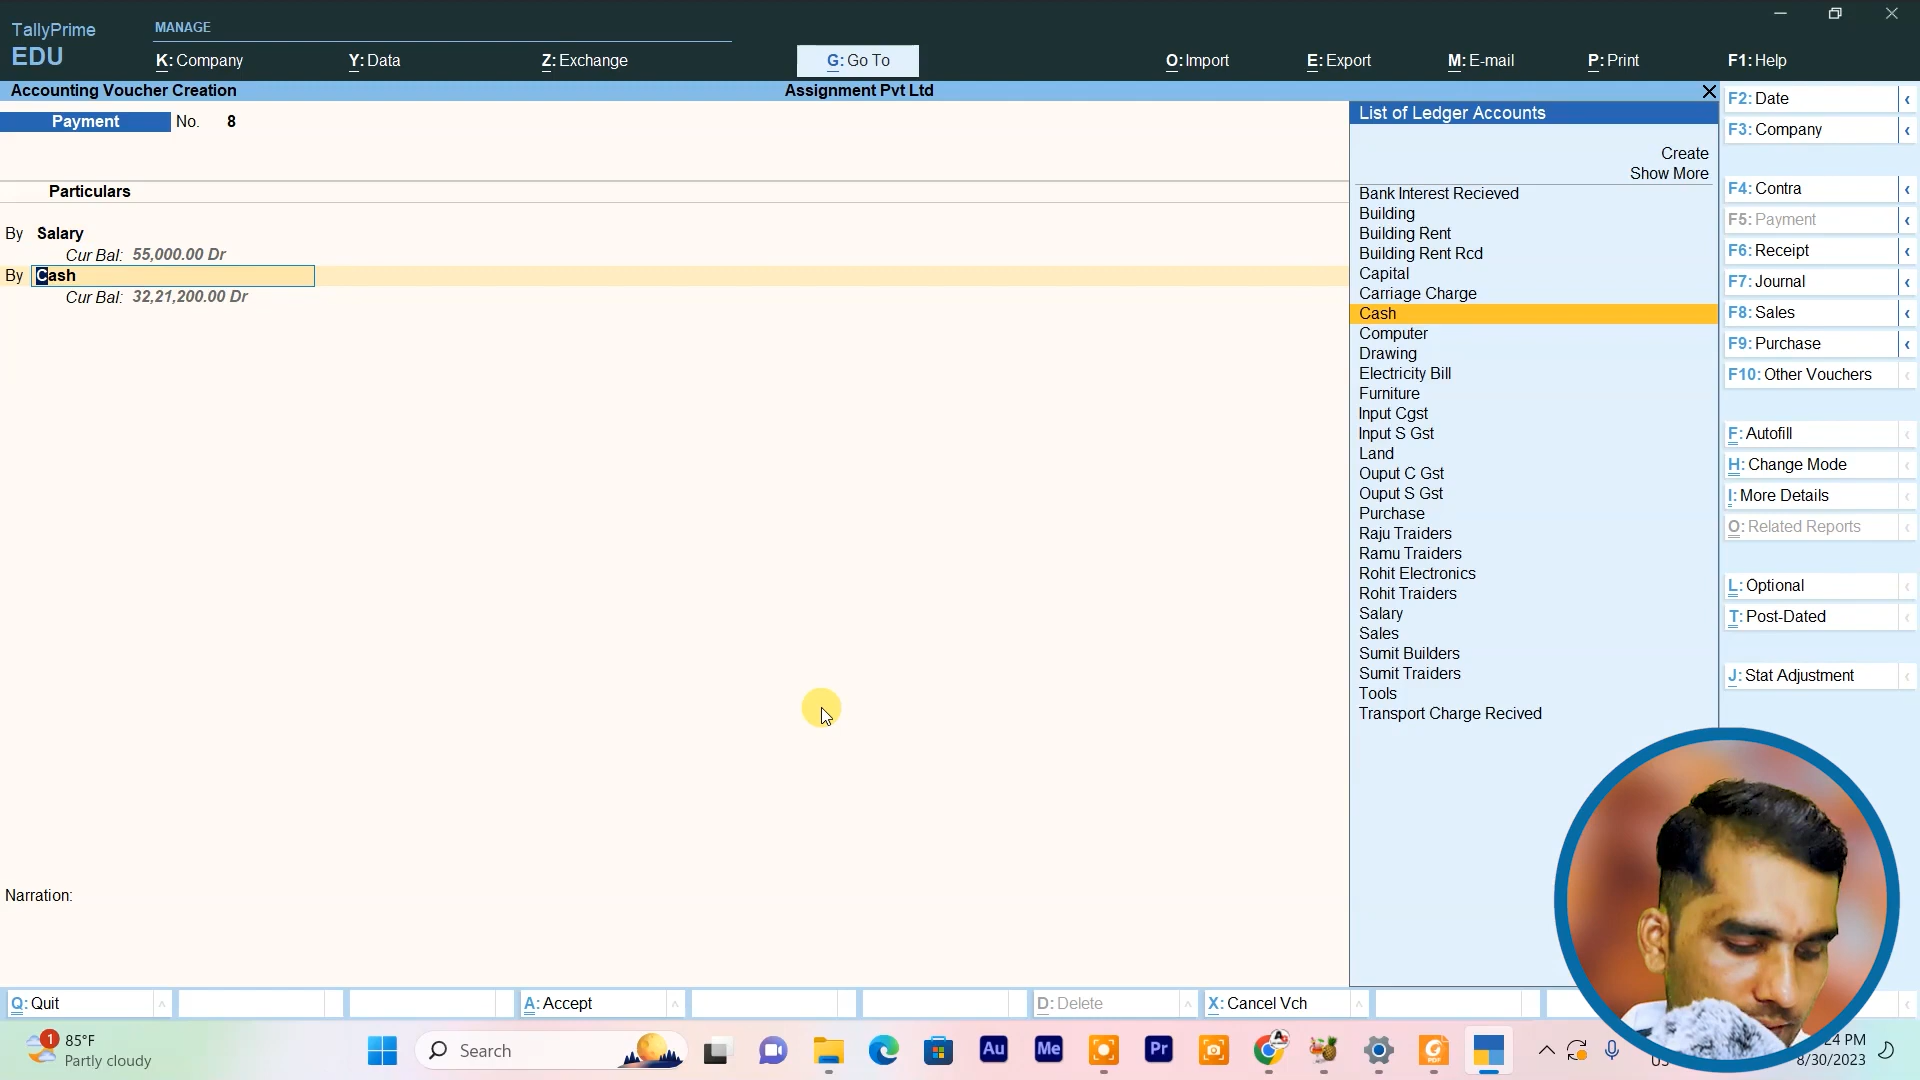 TallyPrime
EDU
MANAGE
K: Company
Y: Data
Z: Exchange
G: Go To
O: Import
E: Export
M: E-mail
P: Print
F1: Help
Accounting Voucher Creation
Assignment Pvt Ltd
Payment No. 8
Particulars
By Salary
Cur Bal: 55,000.00 Dr
By Cash
Cur Bal: 32,21,200.00 Dr
Narration:
List of Ledger Accounts
Create
Show More
Bank Interest Recieved
Building
Building Rent
Building Rent Rcd
Capital
Carriage Charge
Cash
Computer
Drawing
Electricity Bill
Furniture
Input Cgst
Input S Gst
Land
Ouput C Gst
Ouput S Gst
Purchase
Raju Traiders
Ramu Traiders
Rohit Electronics
Rohit Traiders
Salary
Sales
Sumit Builders
Sumit Traiders
Tools
Transport Charge Recived
F2: Date
F3: Company
F4: Contra
F5: Payment
F6: Receipt
F7: Journal
F8: Sales
F9: Purchase
F10: Other Vouchers
F: Autofill
H: Change Mode
I: More Details
O: Related Reports
L: Optional
T: Post-Dated
J: Stat Adjustment
Q: Quit
A: Accept
D: Delete
X: Cancel Vch
1
85°F
Partly cloudy
Search
Au
Me
Pr
24 PM
8/30/2023